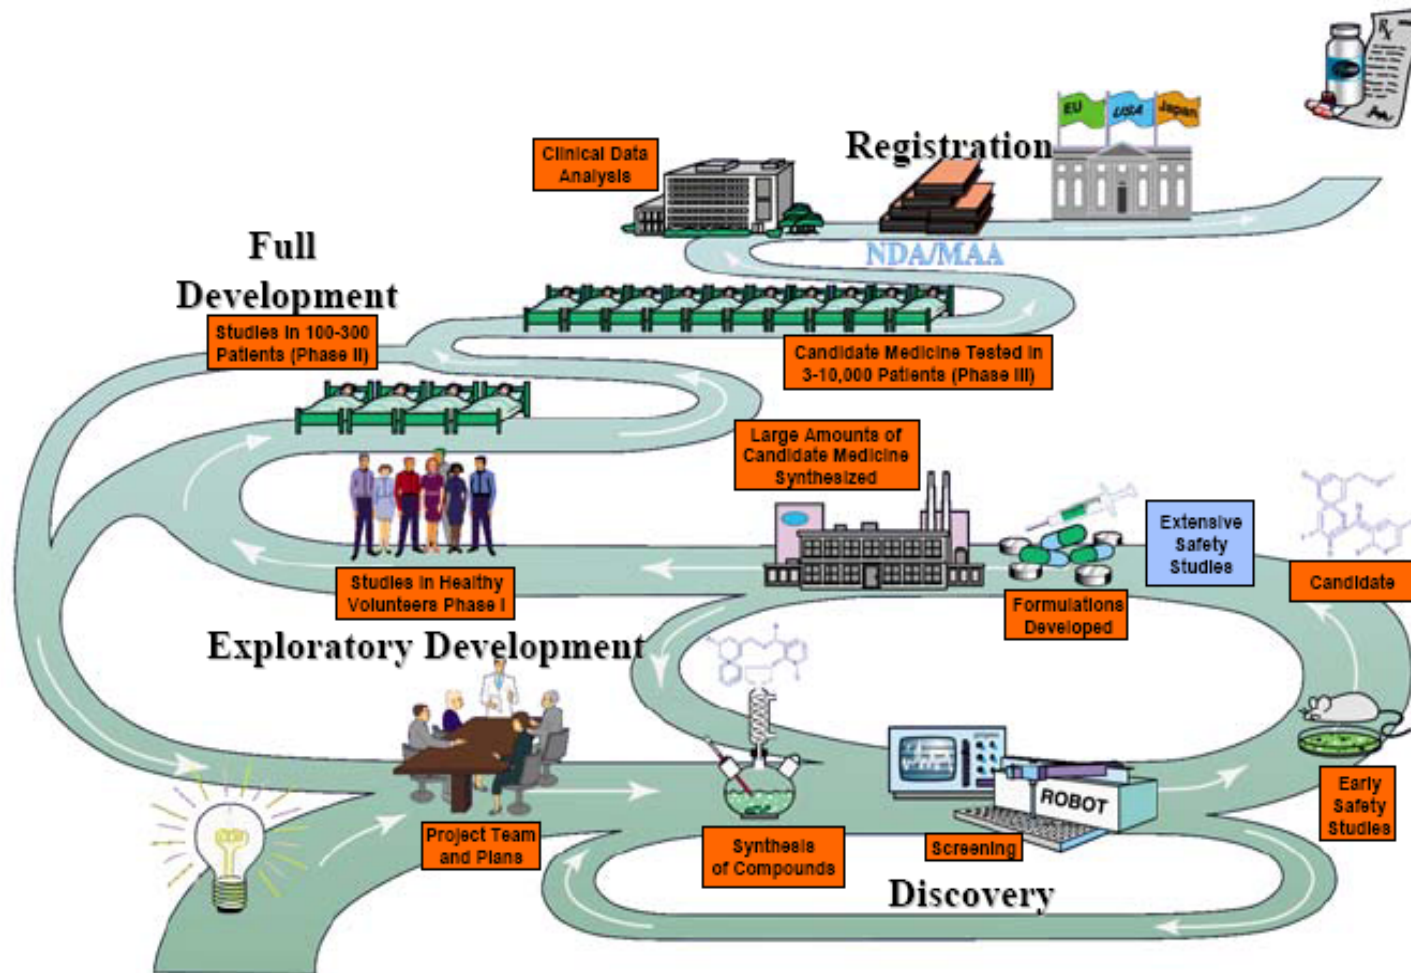 EU
USA
Japan
Registration
Clinical Data
Analysis
NDA/MAA
Full
Development
Studies in 100-300
Patients (Phase II)
Candidate Medicine Tested in
3-10,000 Patients (Phase III)
Large Amounts of
Candidate Medicine
Synthesized
Extensive
Safety
Studies
Candidate
Studies in Healthy
Volunteers Phase I
Formulations
Developed
Exploratory Development
ROBOT
Early
Safety
Studies
Project Team
and Plans
Synthesis
of Compounds
Screening
Discovery